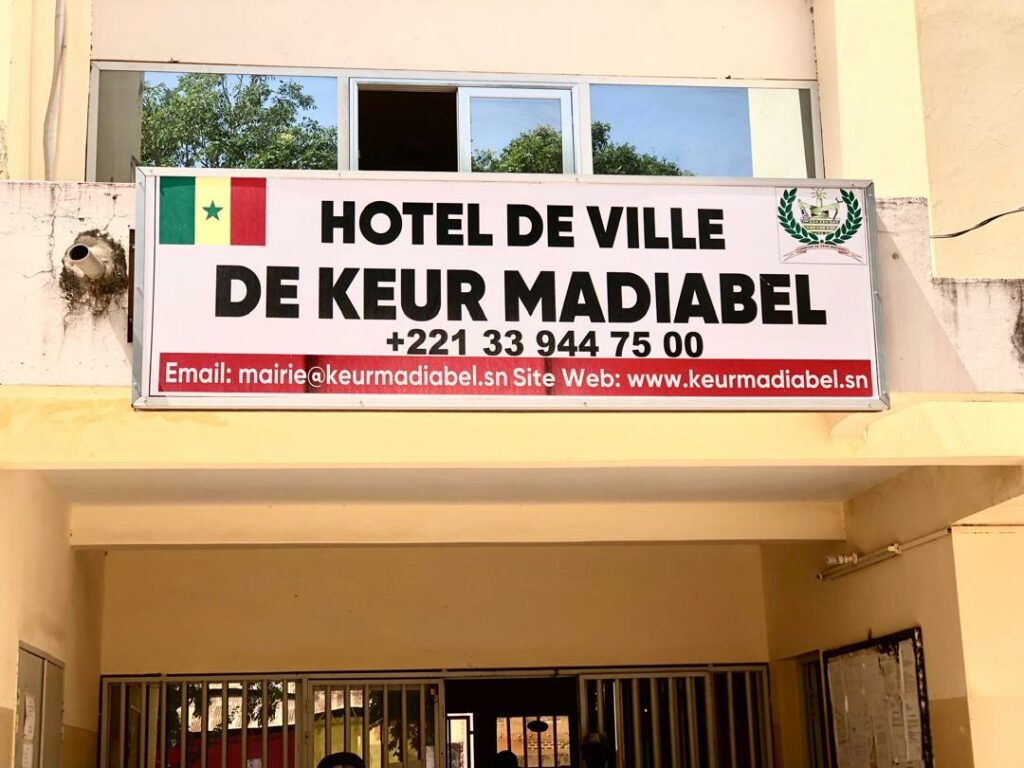 HOTEL DE VILLE
DE KEUR MADIABEL
+221 33 944 75 00
Email: mairie@keurmadiabel.sn Site Web: www.keurmadiabel.sn